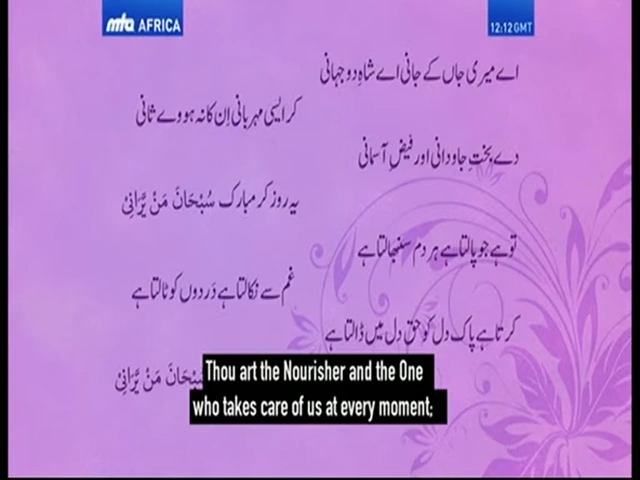 mta AFRICA
12:12 GMT
اے میری جاں کے جانی اے شاہِ دو جہانی
کر ایسی مہربانی اِن کا نہ ہووے ثانی
دے بختِ جاودانی اور فیضِ آسمانی
یہ روز کر مبارک سُبْحَانَ مَنْ یَّرَانِیْ
تو ہے جو پالتا ہے ہر دم سنبھالتا ہے
غم سے نکالتا ہے دَردوں کو ٹالتا ہے
کرتا ہے پاک دل کو حق دل میں ڈالتا ہے
سُبْحَانَ مَنْ یَّرَانِیْ
Thou art the Nourisher and the One
who takes care of us at every moment;